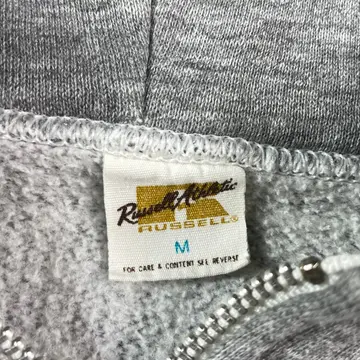 Russell Athletic
RUSSELL®
M
FOR CARE & CONTENT SEE REVERSE